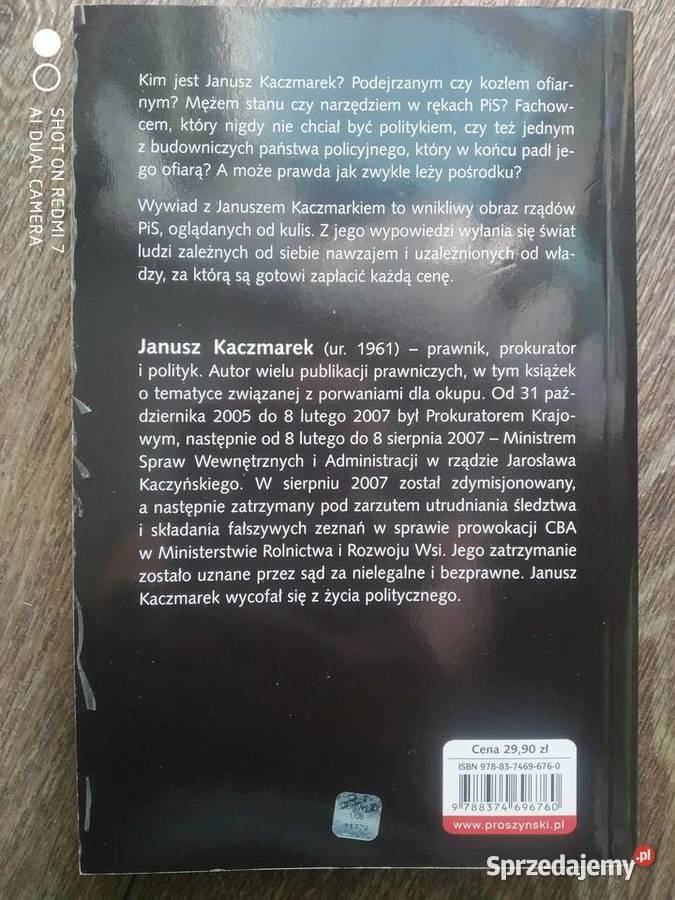 Kim jest Janusz Kaczmarek? Podejrzanym czy kozłem ofiar-
nym? Mężem stanu czy narzędziem w rękach PiS? Fachow-
cem, który nigdy nie chciał być politykiem, czy też jednym
z budowniczych państwa policyjnego, który w końcu padł je-
go ofiarą? A może prawda jak zwykle leży pośrodku?
Wywiad z Januszem Kaczmarkiem to wnikliwy obraz rządów
PiS, oglądanych od kulis. Z jego wypowiedzi wyłania się świat
ludzi zależnych od siebie nawzajem i uzależnionych od wła-
dzy, za którą są gotowi zapłacić każdą cenę.
Janusz Kaczmarek (ur. 1961) – prawnik, prokurator
i polityk. Autor wielu publikacji prawniczych, w tym książek
o tematyce związanej z porwaniami dla okupu. Od 31 paź-
dziernika 2005 do 8 lutego 2007 był Prokuratorem Krajo-
wym, następnie od 8 lutego do 8 sierpnia 2007 – Ministrem
Spraw Wewnętrznych i Administracji w rządzie Jarosława
Kaczyńskiego. W sierpniu 2007 został zdymisjonowany,
a następnie zatrzymany pod zarzutem utrudniania śledztwa
i składania fałszywych zeznań w sprawie prowokacji CBA
w Ministerstwie Rolnictwa i Rozwoju Wsi. Jego zatrzymanie
zostało uznane przez sąd za nielegalne i bezprawne. Janusz
Kaczmarek wycofał się z życia politycznego.
Cena 29,90 zł
ISBN 978-83-7469-676-0
9 788374 696760
www.proszynski.pl
SHOT ON REDMI 7
AI DUAL CAMERA
Sprzedajemy.pl